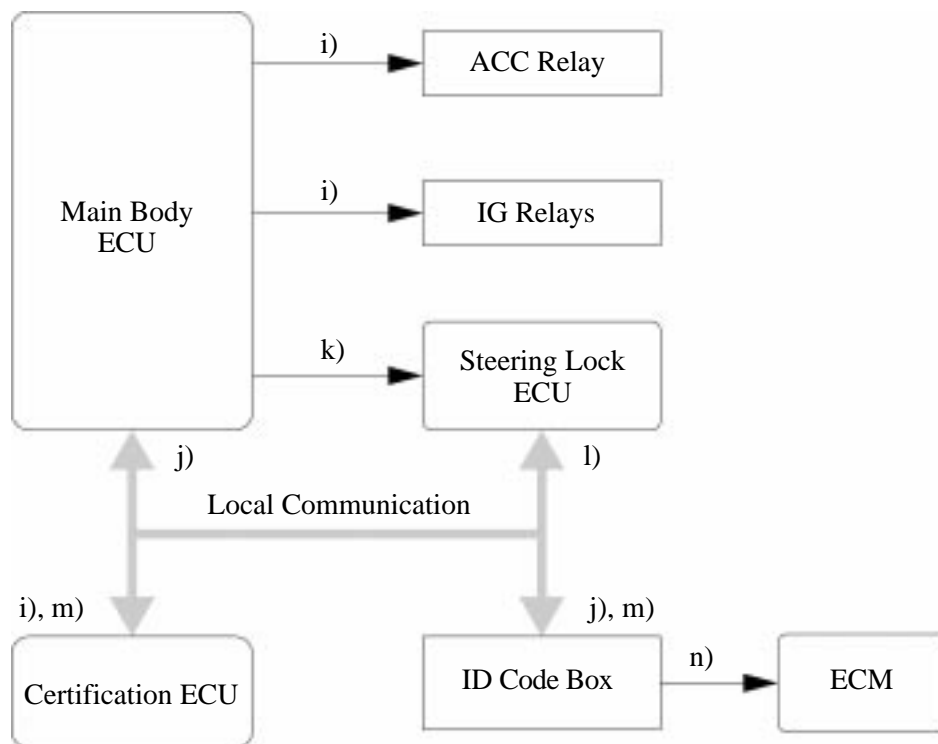 i)
ACC Relay
Main Body
ECU
i)
IG Relays
k)
Steering Lock
ECU
j)
l)
Local Communication
i), m)
j), m)
Certification ECU
ID Code Box
n)
ECM